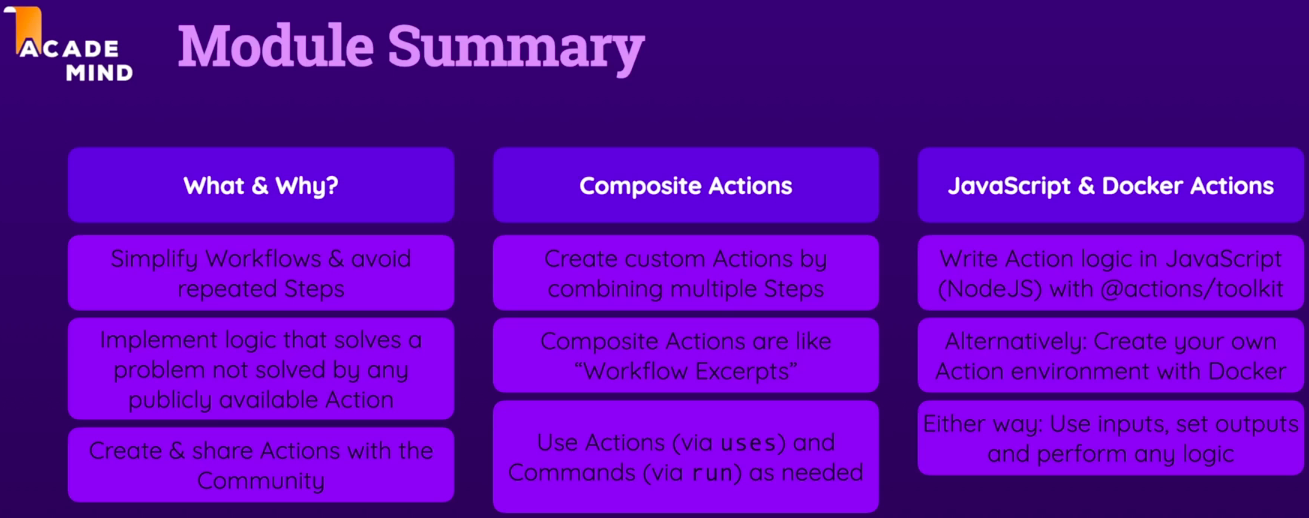 ACADE
MIND
Module Summary
What & Why?
Simplify Workflows & avoid
repeated Steps
Implement logic that solves a
problem not solved by any
publicly available Action
Create & share Actions with the
Community
Composite Actions
Create custom Actions by
combining multiple Steps
Composite Actions are like
“Workflow Excerpts”
Use Actions (via uses) and
Commands (via run) as needed
JavaScript & Docker Actions
Write Action logic in JavaScript
(NodeJS) with @actions/toolkit
Alternatively: Create your own
Action environment with Docker
Either way: Use inputs, set outputs
and perform any logic